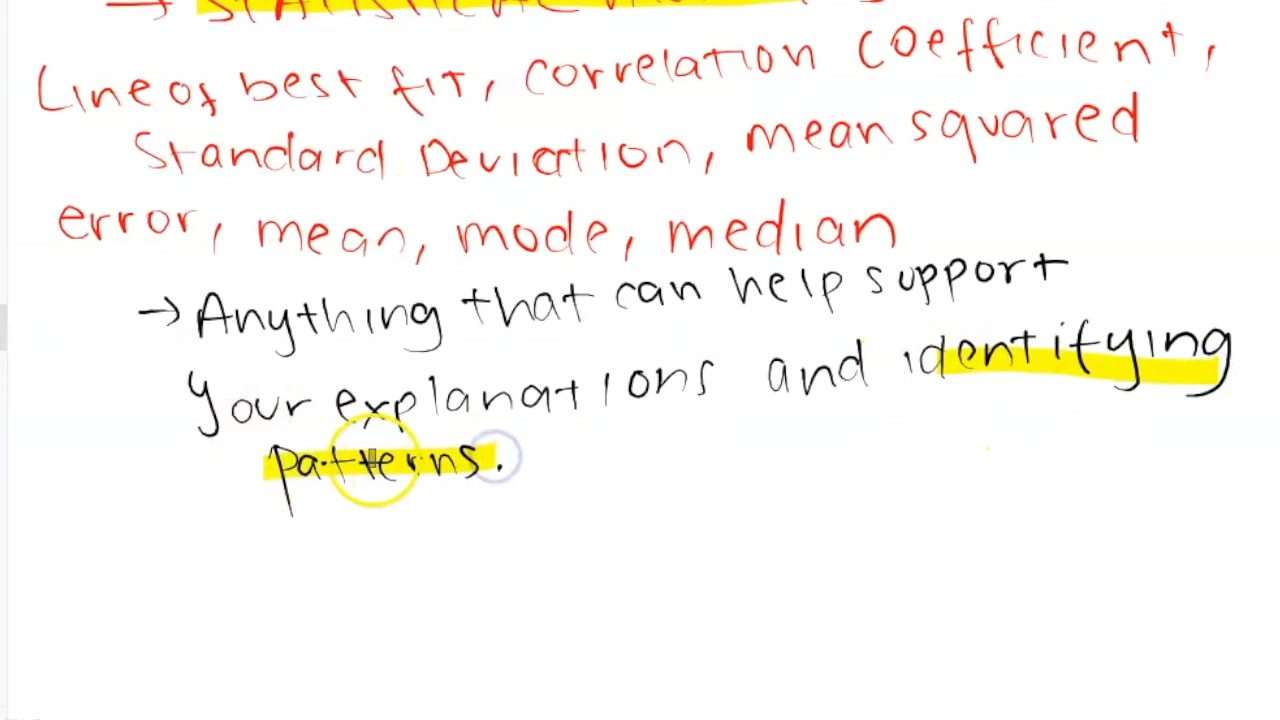 → STATISTICAL
Line of best fit, correlation coefficient,
Standard Deviation, mean squared
error, mean, mode, median
→ Anything that can help support
your explanations and identifying
patterns.